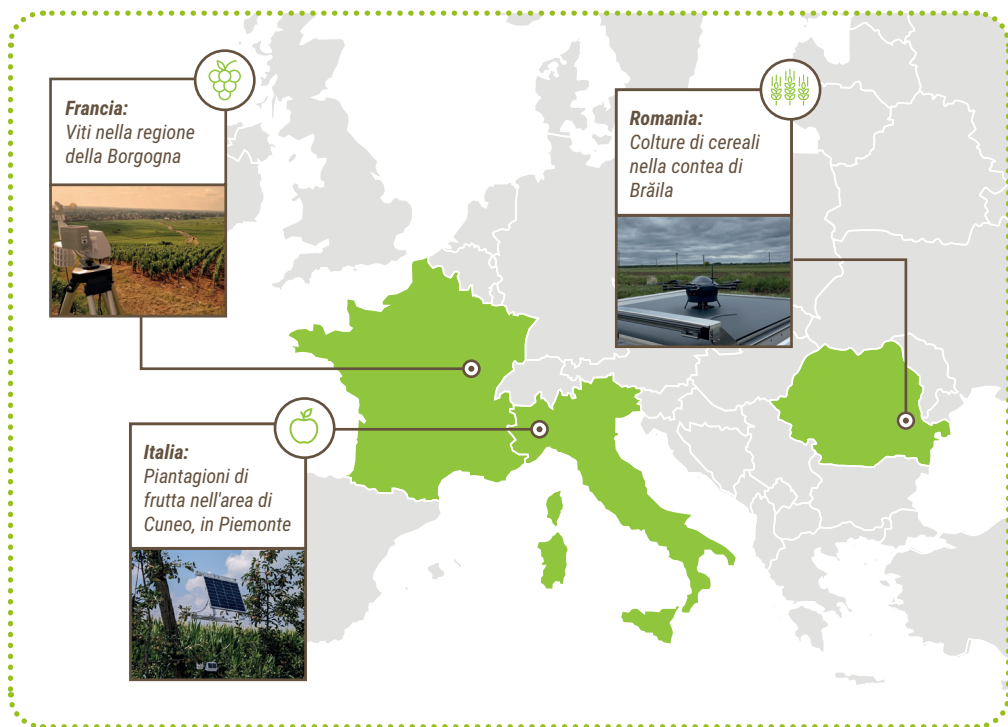 Francia:
Viti nella regione
della Borgogna
Romania:
Colture di cereali
nella contea di
Brăila
Italia:
Piantagioni di
frutta nell'area di
Cuneo, in Piemonte